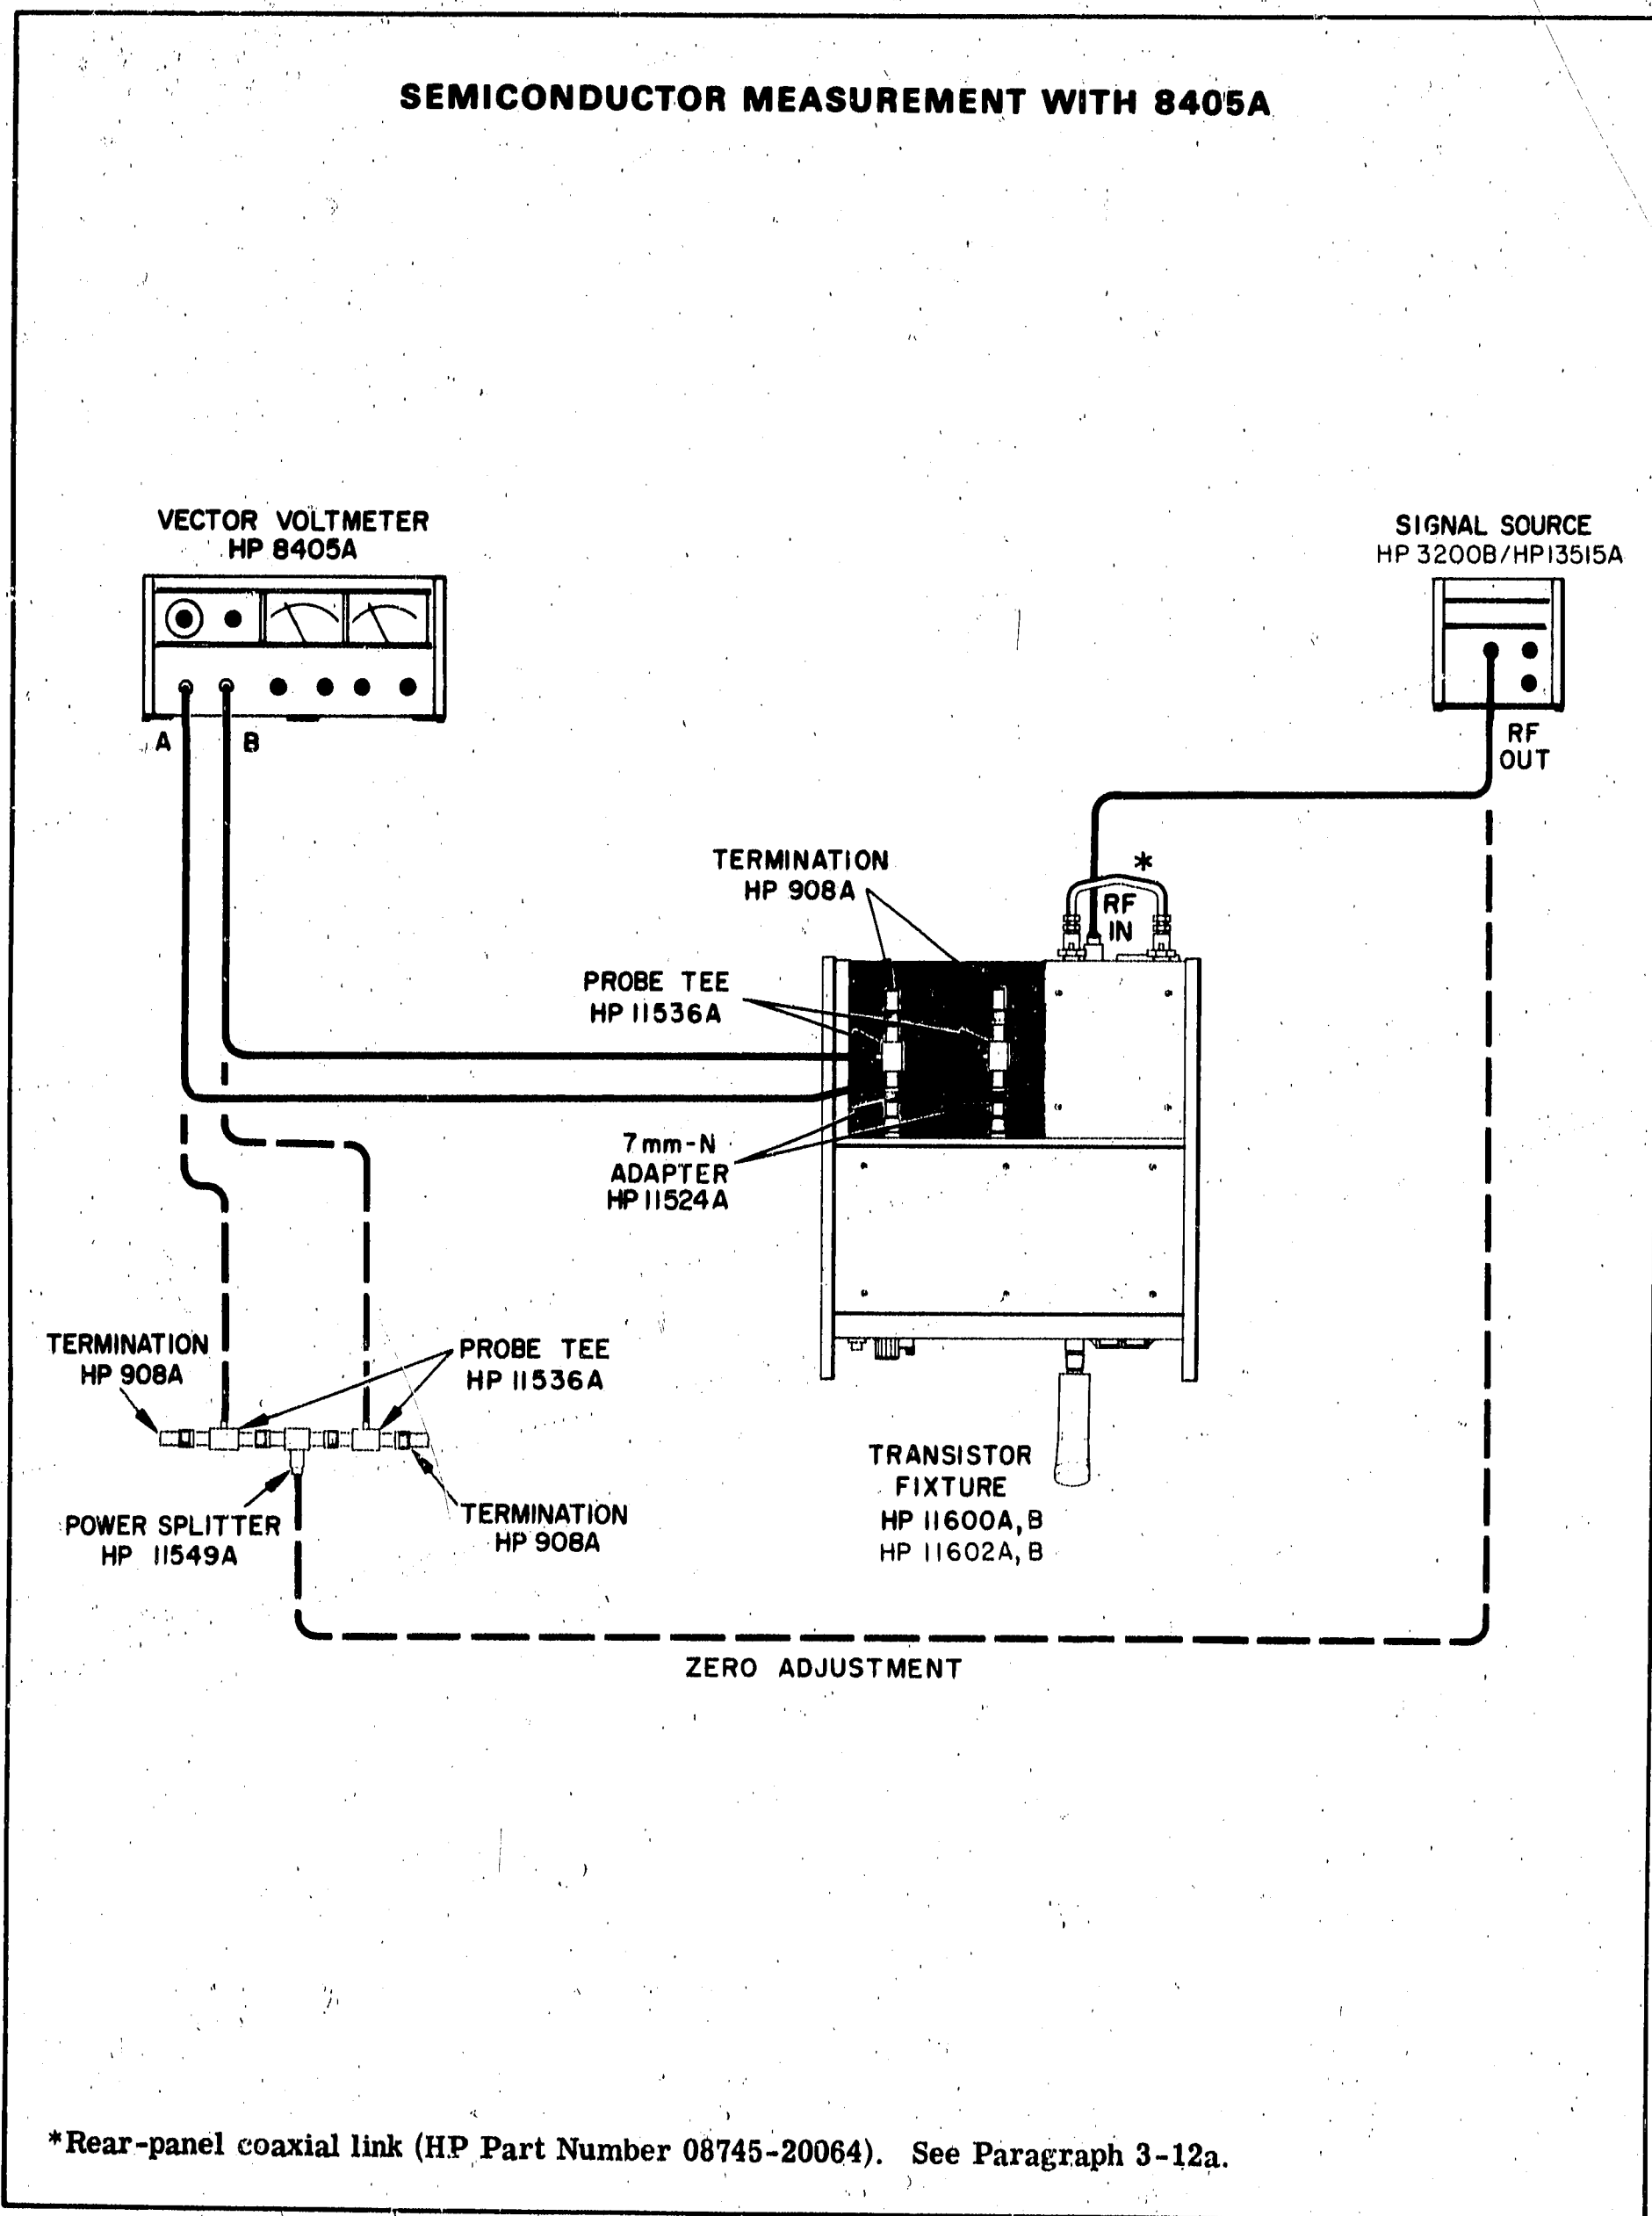 SEMICONDUCTOR MEASUREMENT WITH 8405A
VECTOR VOLTMETER
HP 8405A
SIGNAL SOURCE
HP 3200B/HP13515A
A
B
RF
OUT
TERMINATION
HP 908A
*
RF
IN
PROBE TEE
HP 11536A
7mm-N
ADAPTER
HP 11524A
TERMINATION
HP 908A
PROBE TEE
HP 11536A
POWER SPLITTER
HP 11549A
TERMINATION
HP 908A
TRANSISTOR
FIXTURE
HP 11600A, B
HP 11602A, B
ZERO ADJUSTMENT
*Rear-panel coaxial link (HP Part Number 08745-20064). See Paragraph 3-12a.